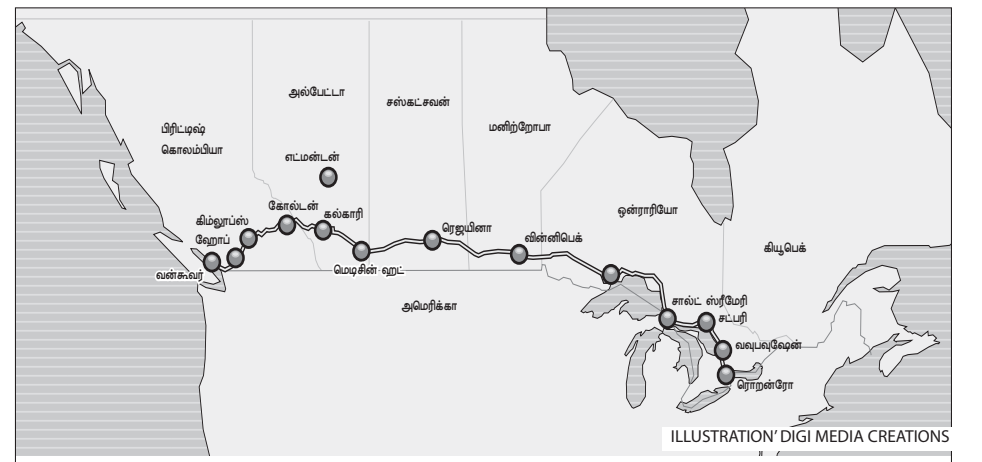 அல்பேட்டா
சஸ்கட்சவன்
மனிற்றோபா
பிரிட்டிஷ்
கொலம்பியா
எட்மன்டன்
கோல்டன்
கல்காரி
கிம்லூப்ஸ்
ஹோப்
வன்கூவர்
மெடிசின் ஹட்
ரெஜயினா
வின்னிபெக்
ஒன்ராரியோ
கியூபெக்
அமெரிக்கா
சால்ட் ஸ்ரீமேரி
சட்பரி
வவுபவுஷேன்
ரொறன்ரோ
ILLUSTRATION' DIGI MEDIA CREATIONS